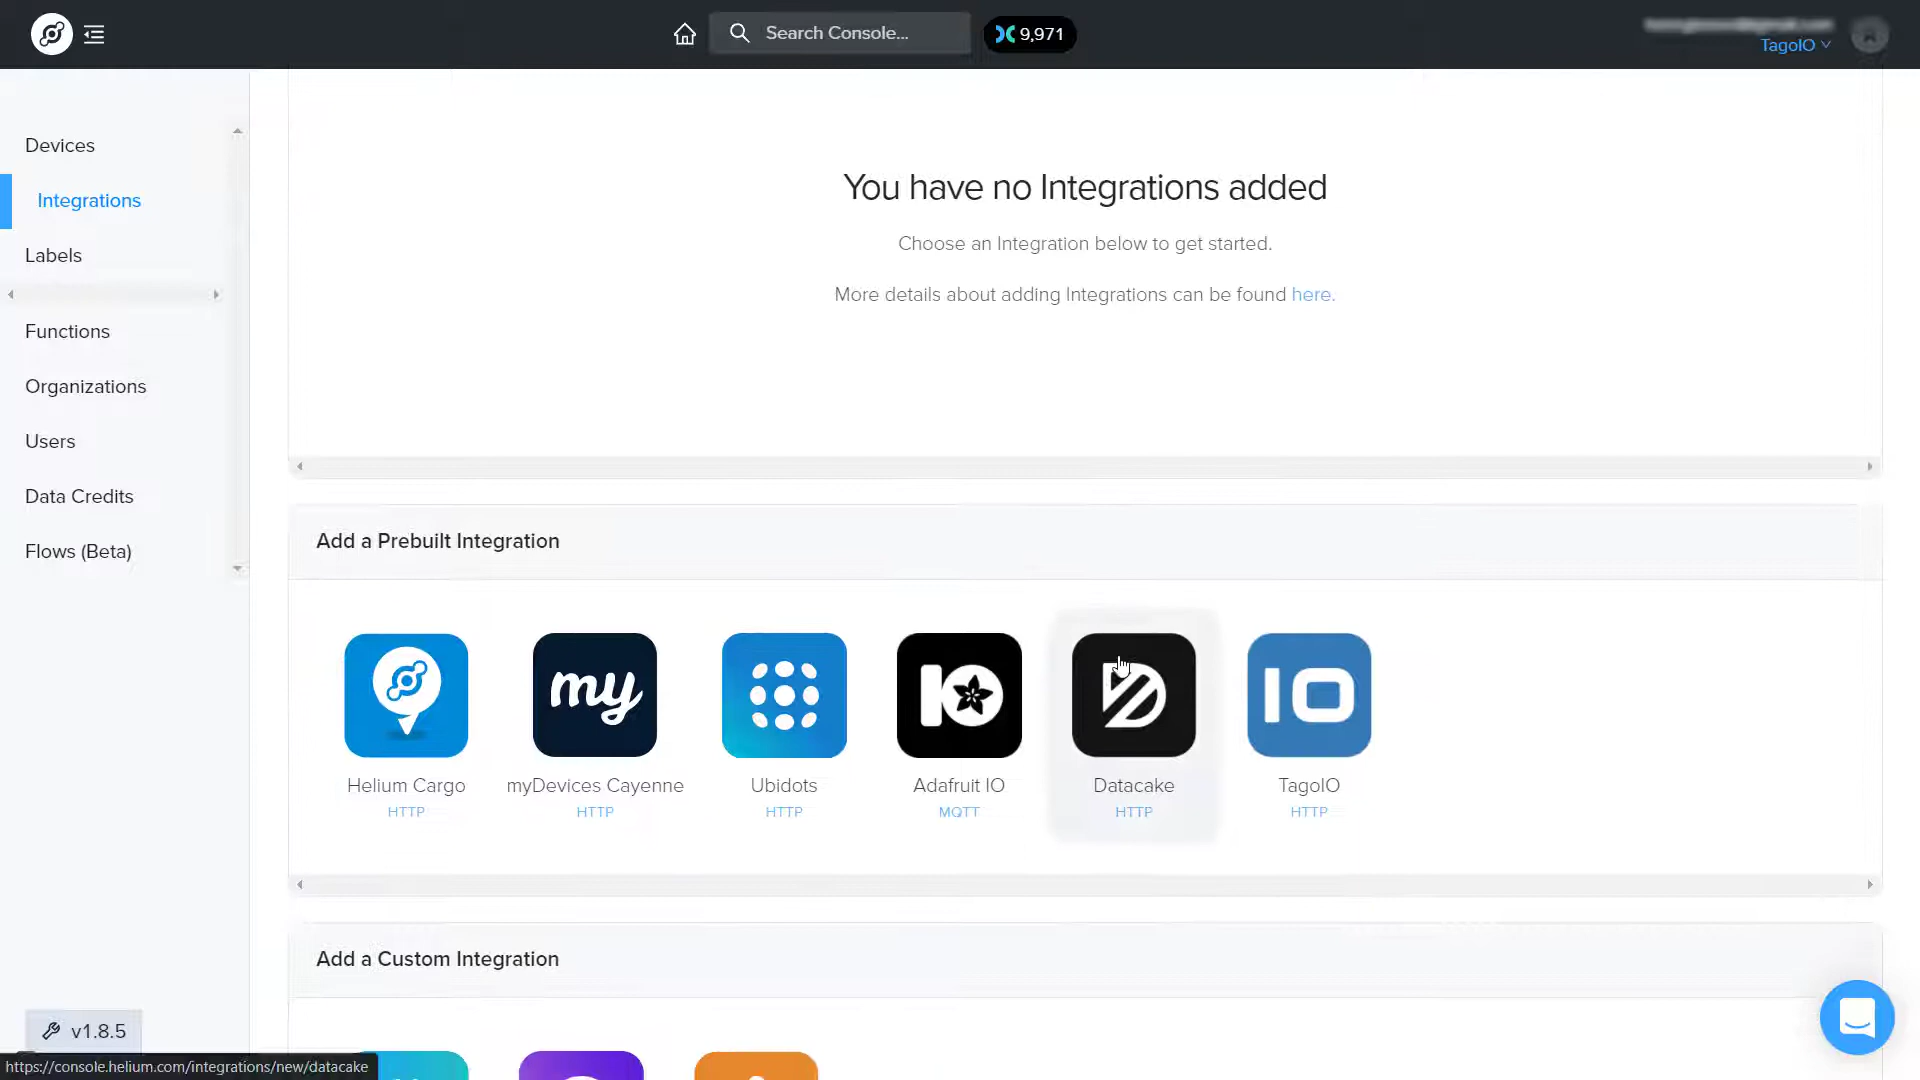 Search Console...
9,971
TagoIO
Devices
Integrations
Labels
Functions
Organizations
Users
Data Credits
Flows (Beta)
v1.8.5
https://console.helium.com/integrations/new/datacake
You have no Integrations added
Choose an Integration below to get started.
More details about adding Integrations can be found here.
Add a Prebuilt Integration
my
IO
IO
Helium Cargo
HTTP
myDevices Cayenne
HTTP
Ubidots
HTTP
Adafruit IO
MQTT
Datacake
HTTP
TagoIO
HTTP
Add a Custom Integration